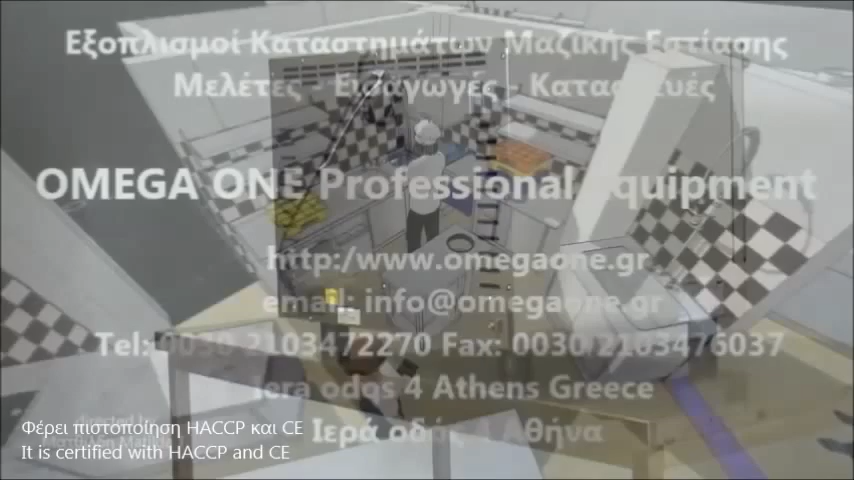 Εξοπλισμοί Καταστημάτων Μαζικής Εστίασης
Μελέτες - Εισαγωγές - Κατασκευές
OMEGA ONE Professional Equipment
http:/www.omegaone.gr
email: info@omegaone.gr
Tel: 0030 2103472270 Fax: 0030 2103476037
Iera odos 4 Athens Greece
Ιερά οδός 4 Αθήνα
directed by
Φέρει πιστοποίηση HACCP και CE
It is certified with HACCP and CE